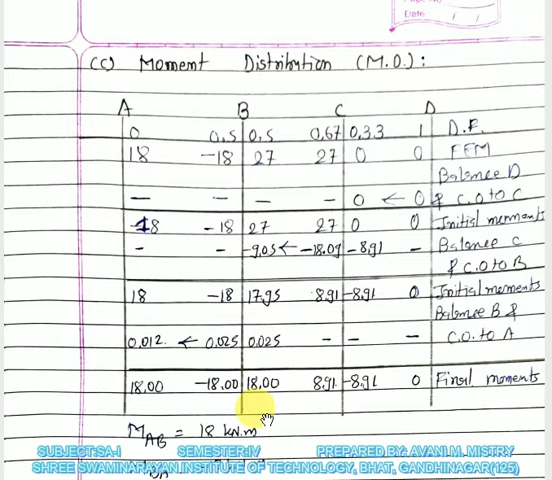 Date / /
(C) Moment Distribution (M.D.):
A B C D
0 0.5 0.5 0.67 0.33 1 D.F.
18 -18 27 27 0 0 FEM
Balance D
- - - - 0 ← 0 & C.O to C
-18 -18 27 27 0 0 Initial moments
- - -9.05 ← -18.09 -8.91 - Balance C
& C.O to B
18 -18 17.95 8.91 -8.91 0 Initial moments
Balance B &
0.012 ← 0.025 0.025 - - - C.O. to A
18.00 -18.00 18.00 8.91 -8.91 0 Final moments
MAB = 18 kN.m
SUBJECT:SA-I SEMESTER:IV PREPARED BY: AVANI.M. MISTRY
SHREE SWAMINARAYAN INSTITUTE OF TECHNOLOGY, BHAT, GANDHINAGAR(125)